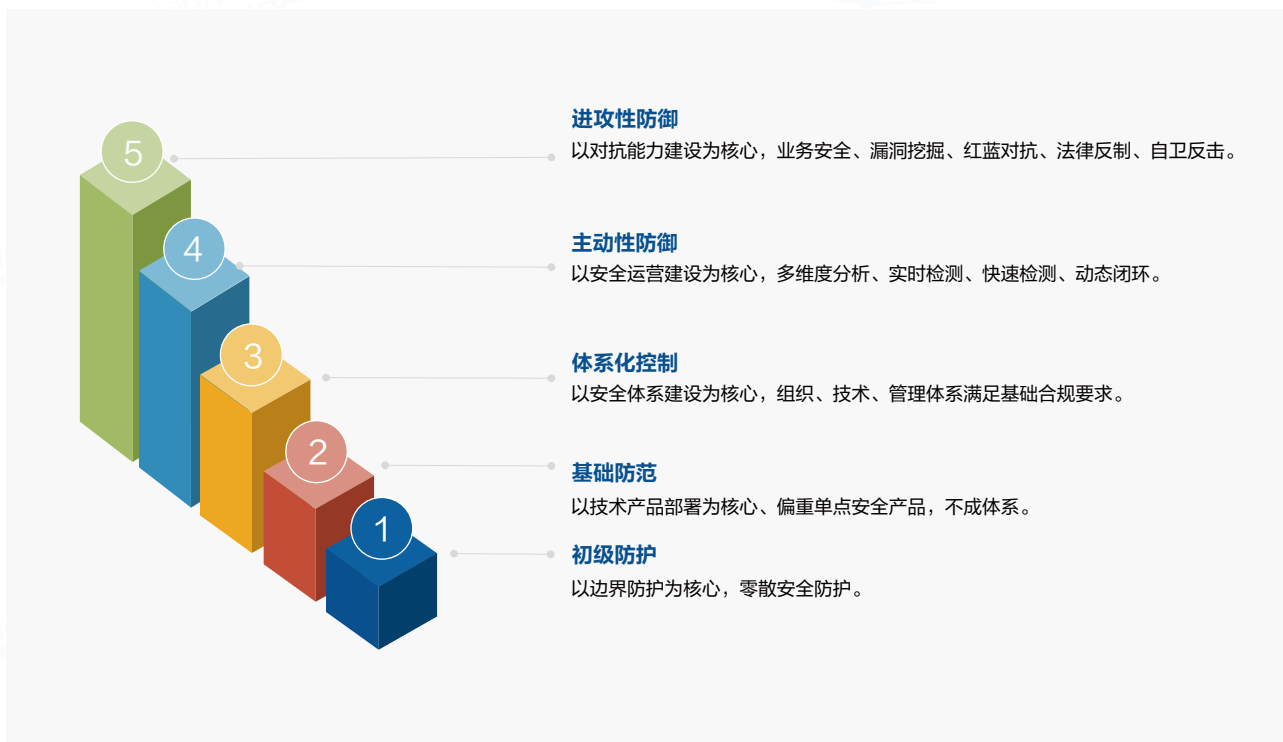 5
进攻性防御
以对抗能力建设为核心，业务安全、漏洞挖掘、红蓝对抗、法律反制、自卫反击。
4
主动性防御
以安全运营建设为核心，多维度分析、实时检测、快速检测、动态闭环。
3
体系化控制
以安全体系建设为核心，组织、技术、管理体系满足基础合规要求。
2
基础防范
以技术产品部署为核心、偏重单点安全产品，不成体系。
1
初级防护
以边界防护为核心，零散安全防护。